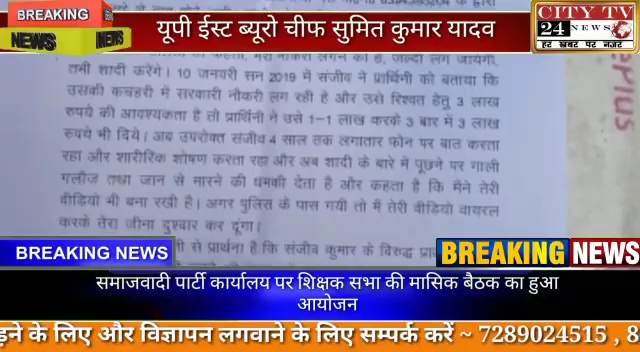 BREAKING
NEWS NEWS
यूपी ईस्ट ब्यूरो चीफ सुमित कुमार यादव
CITY TV
24 NEWS
हर खबर पर नजर
तभी शादी करेंगे। 10 जनवरी सन 2019 में संजीव ने प्रार्थिनी को बताया कि
उसकी कचहरी में सरकारी नौकरी लग रही है और उसे रिश्वत हेतु 3 लाख
रुपये की आवश्यकता है तो प्रार्थिनी ने उसे 1-1 लाख करके 3 बार में 3 लाख
रुपये भी दिये। अब उपरोक्त संजीव 4 साल तक लगातार फोन पर बात करता
रहा और शारीरिक शोषण करता रहा और अब शादी के बारे में पूछने पर गाली
गलौज तथा जान से मारने की धमकी देता है और कहता है कि मैने तेरी
वीडियो भी बना रखी है। अगर पुलिस के पास गयी तो मैं तेरी वीडियो वायरल
करके तेरा जीना दुश्वार कर दूंगा।
से प्रार्थना है कि संजीव कुमार के विरुद्ध
BREAKING NEWS
BREAKING NEWS
समाजवादी पार्टी कार्यालय पर शिक्षक सभा की मासिक बैठक का हुआ
आयोजन
के लिए और विज्ञापन लगवाने के लिए सम्पर्क करें ~ 7289024515 , 8